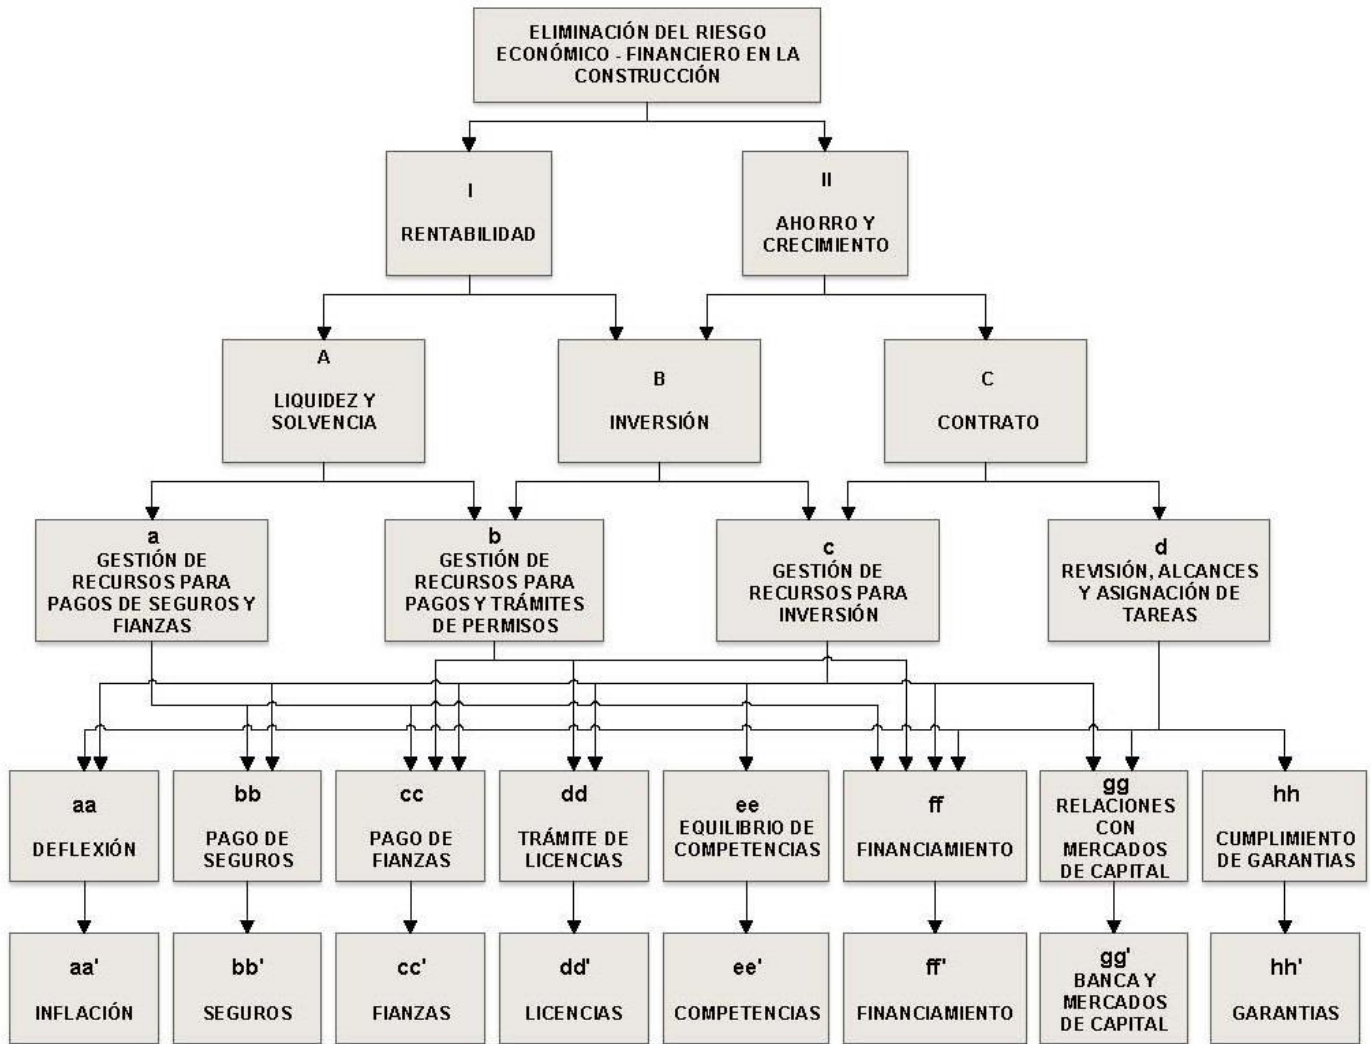 ELIMINACIÓN DEL RIESGO
ECONÓMICO - FINANCIERO EN LA
CONSTRUCCIÓN
I
RENTABILIDAD
II
AHORRO Y
CRECIMIENTO
A
LIQUIDEZ Y
SOLVENCIA
B
INVERSIÓN
C
CONTRATO
a
GESTIÓN DE
RECURSOS PARA
PAGOS DE SEGUROS Y
FIANZAS
b
GESTIÓN DE
RECURSOS PARA
PAGOS Y TRÁMITES
DE PERMISOS
c
GESTIÓN DE
RECURSOS PARA
INVERSIÓN
d
REVISIÓN, ALCANCES
Y ASIGNACIÓN DE
TAREAS
aa
DEFLEXIÓN
bb
PAGO DE
SEGUROS
cc
PAGO DE
FIANZAS
dd
TRÁMITE DE
LICENCIAS
ee
EQUILIBRIO DE
COMPETENCIAS
ff
FINANCIAMIENTO
gg
RELACIONES
CON
MERCADOS
DE CAPITAL
hh
CUMPLIMIENTO
DE GARANTIAS
aa'
INFLACIÓN
bb'
SEGUROS
cc'
FIANZAS
dd'
LICENCIAS
ee'
COMPETENCIAS
ff'
FINANCIAMIENTO
gg'
BANCA Y
MERCADOS
DE CAPITAL
hh'
GARANTIAS